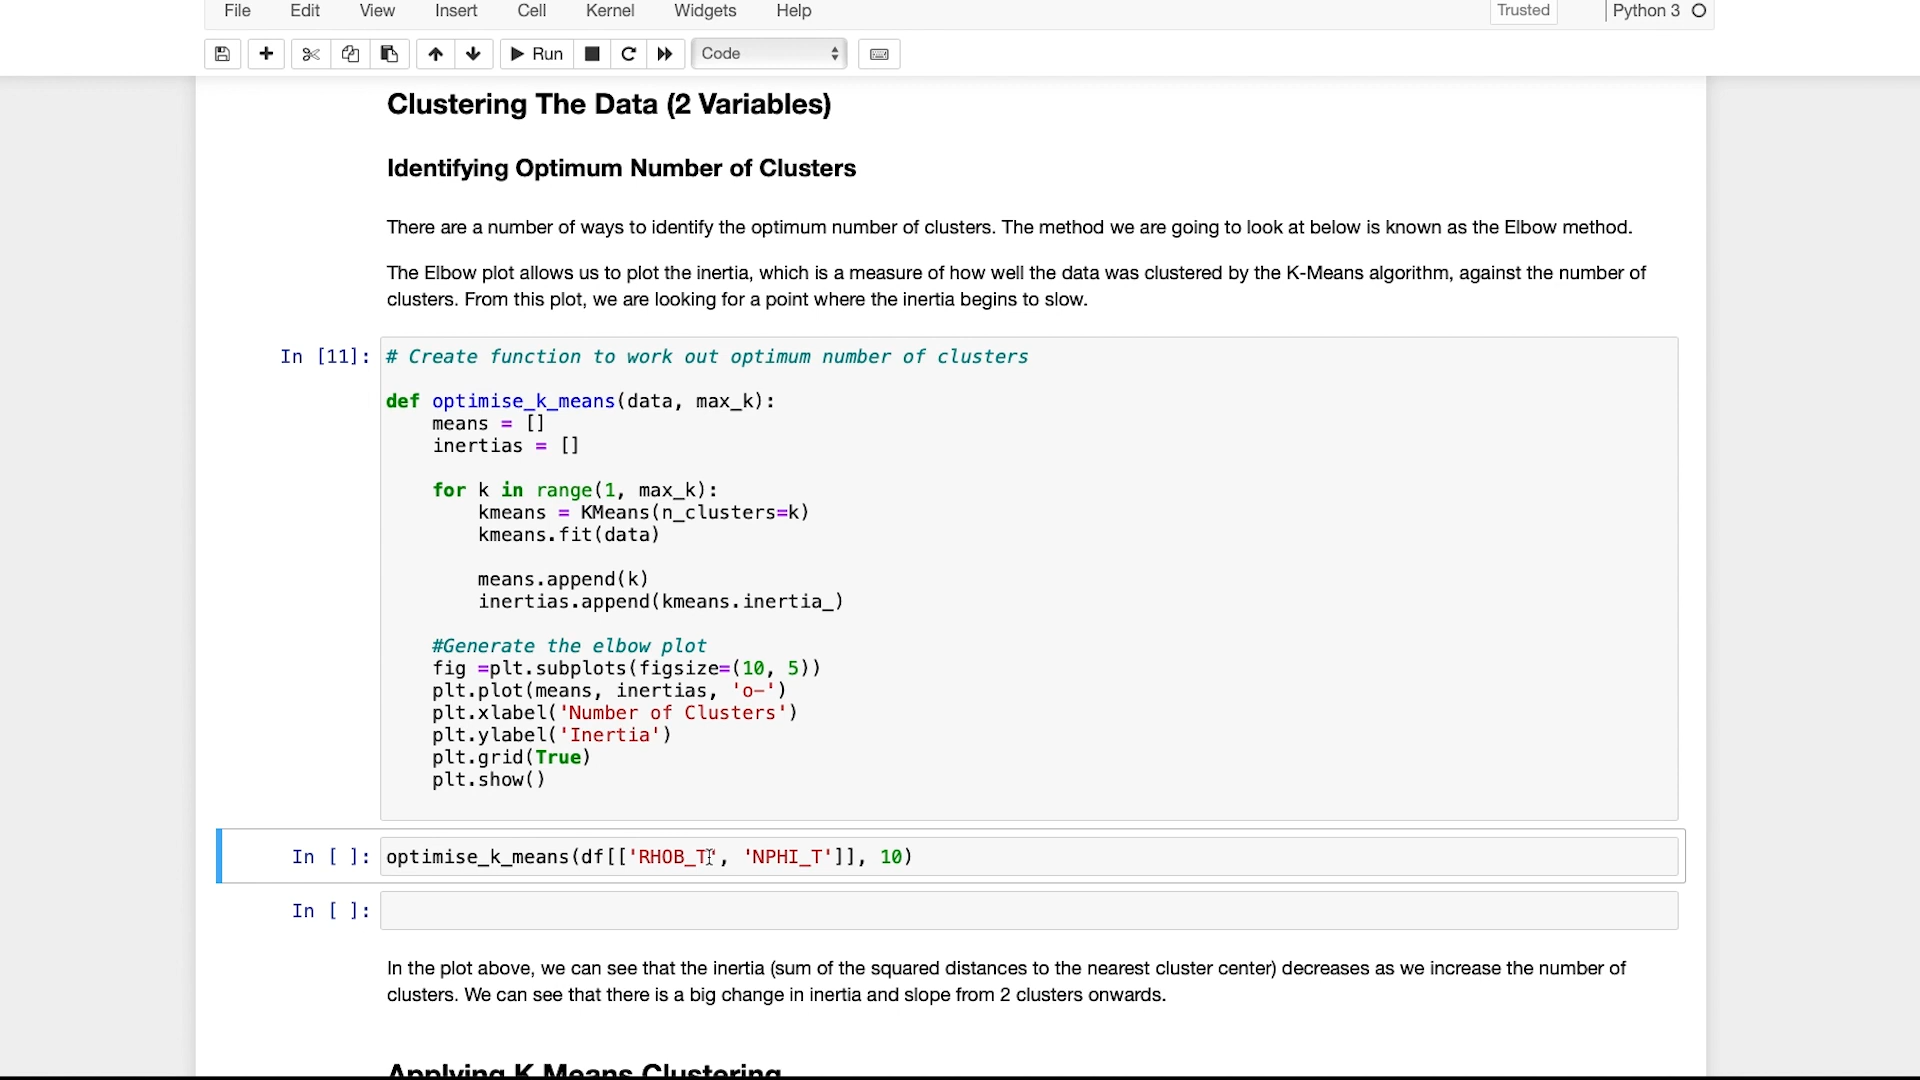 File Edit View Insert Cell Kernel Widgets Help Trusted Python 3
Run Code
Clustering The Data (2 Variables)
Identifying Optimum Number of Clusters
There are a number of ways to identify the optimum number of clusters. The method we are going to look at below is known as the Elbow method.
The Elbow plot allows us to plot the inertia, which is a measure of how well the data was clustered by the K-Means algorithm, against the number of
clusters. From this plot, we are looking for a point where the inertia begins to slow.
In [11]: # Create function to work out optimum number of clusters
def optimise_k_means(data, max_k):
    means = []
    inertias = []
    for k in range(1, max_k):
        kmeans = KMeans(n_clusters=k)
        kmeans.fit(data)
        means.append(k)
        inertias.append(kmeans.inertia_)
    #Generate the elbow plot
    fig =plt.subplots(figsize=(10, 5))
    plt.plot(means, inertias, 'o-')
    plt.xlabel('Number of Clusters')
    plt.ylabel('Inertia')
    plt.grid(True)
    plt.show()
In [ ]: optimise_k_means(df[['RHOB_T', 'NPHI_T']], 10)
In [ ]:
In the plot above, we can see that the inertia (sum of the squared distances to the nearest cluster center) decreases as we increase the number of
clusters. We can see that there is a big change in inertia and slope from 2 clusters onwards.
Applying K Means Clustering